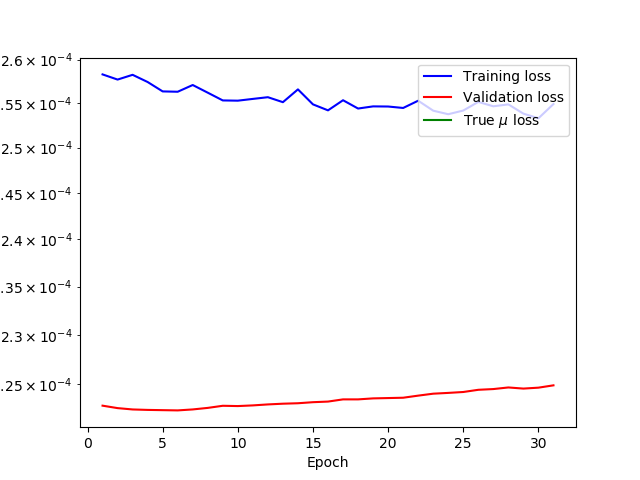 2.6 × 10⁻⁴
.55 × 10⁻⁴
2.5 × 10⁻⁴
.45 × 10⁻⁴
2.4 × 10⁻⁴
.35 × 10⁻⁴
2.3 × 10⁻⁴
.25 × 10⁻⁴
Training loss
Validation loss
True μ loss
0 5 10 15 20 25 30
Epoch